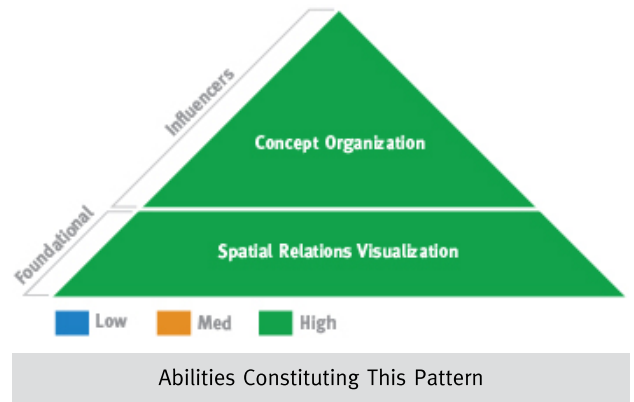 Influencers
Concept Organization
Foundational
Spatial Relations Visualization
Low
Med
High
Abilities Constituting This Pattern